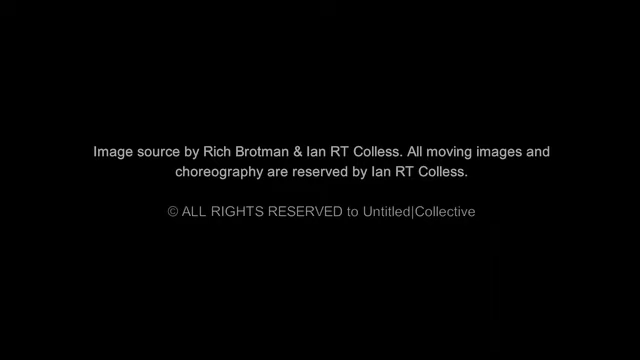 Image source by Rich Brotman & Ian RT Colless. All moving images and
choreography are reserved by Ian RT Colless.
© ALL RIGHTS RESERVED to Untitled|Collective